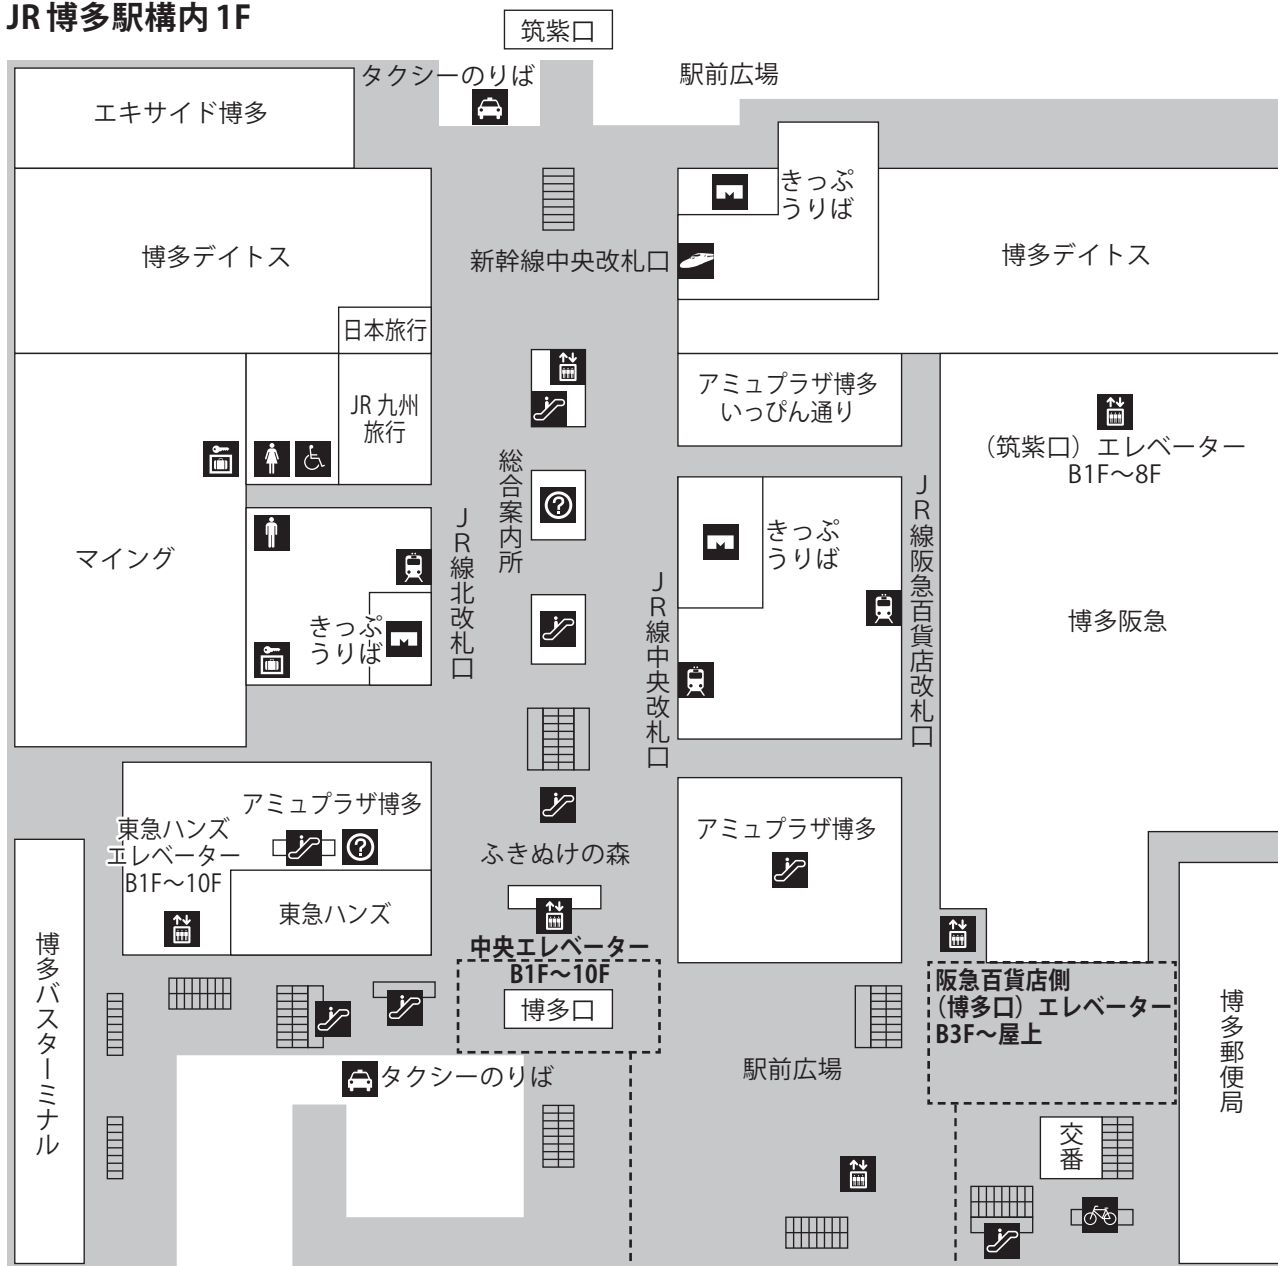 JR博多駅構内1F
筑紫口
タクシーのりば
駅前広場
エキサイド博多
きっぷ
うりば
博多デイトス
新幹線中央改札口
博多デイトス
日本旅行
JR九州
旅行
アミュプラザ博多
いっぴん通り
(筑紫口)エレベーター
B1F〜8F
総合案内所
マイング
JR線北改札口
きっぷ
うりば
きっぷ
うりば
JR線中央改札口
JR線阪急百貨店改札口
博多阪急
アミュプラザ博多
東急ハンズ
エレベーター
B1F〜10F
東急ハンズ
ふきぬけの森
アミュプラザ博多
中央エレベーター
B1F〜10F
博多口
阪急百貨店側
(博多口)エレベーター
B3F〜屋上
博多バスターミナル
タクシーのりば
駅前広場
交番
博多郵便局